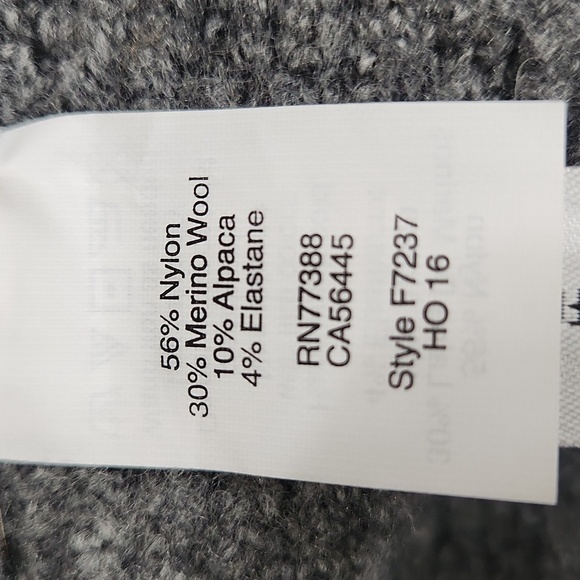 56% Nylon
30% Merino Wool
10% Alpaca
4% Elastane
RN77388
CA56445
Style F7237
HO 16